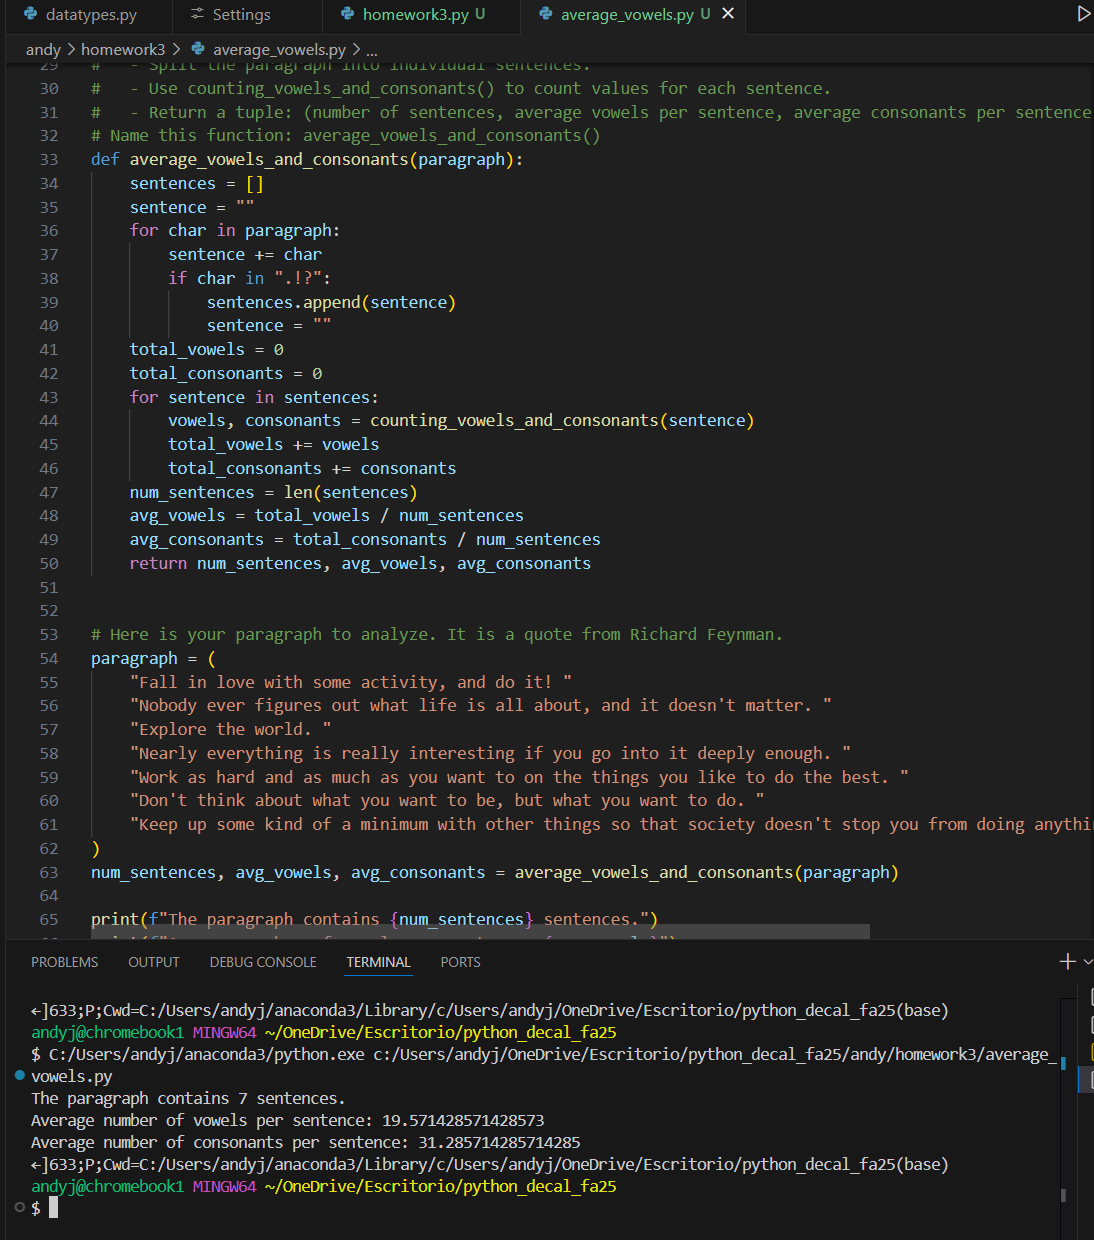 datatypes.py
Settings
homework3.py U
average_vowels.py U
andy > homework3 > average_vowels.py > ...
29 # - Split the paragraph into individual sentences.
30 # - Use counting_vowels_and_consonants() to count values for each sentence.
31 # - Return a tuple: (number of sentences, average vowels per sentence, average consonants per sentence
32 # Name this function: average_vowels_and_consonants()
33 def average_vowels_and_consonants(paragraph):
34 sentences = []
35 sentence = ""
36 for char in paragraph:
37 sentence += char
38 if char in ".!?":
39 sentences.append(sentence)
40 sentence = ""
41 total_vowels = 0
42 total_consonants = 0
43 for sentence in sentences:
44 vowels, consonants = counting_vowels_and_consonants(sentence)
45 total_vowels += vowels
46 total_consonants += consonants
47 num_sentences = len(sentences)
48 avg_vowels = total_vowels / num_sentences
49 avg_consonants = total_consonants / num_sentences
50 return num_sentences, avg_vowels, avg_consonants
51
52
53 # Here is your paragraph to analyze. It is a quote from Richard Feynman.
54 paragraph = (
55 "Fall in love with some activity, and do it! "
56 "Nobody ever figures out what life is all about, and it doesn't matter. "
57 "Explore the world. "
58 "Nearly everything is really interesting if you go into it deeply enough. "
59 "Work as hard and as much as you want to on the things you like to do the best. "
60 "Don't think about what you want to be, but what you want to do. "
61 "Keep up some kind of a minimum with other things so that society doesn't stop you from doing anythi
62 )
63 num_sentences, avg_vowels, avg_consonants = average_vowels_and_consonants(paragraph)
64
65 print(f"The paragraph contains {num_sentences} sentences.")
PROBLEMS OUTPUT DEBUG CONSOLE TERMINAL PORTS
←]633;P;Cwd=C:/Users/andyj/anaconda3/Library/c/Users/andyj/OneDrive/Escritorio/python_decal_fa25(base)
andyj@chromebook1 MINGW64 ~/OneDrive/Escritorio/python_decal_fa25
$ C:/Users/andyj/anaconda3/python.exe c:/Users/andyj/OneDrive/Escritorio/python_decal_fa25/andy/homework3/average_
vowels.py
The paragraph contains 7 sentences.
Average number of vowels per sentence: 19.571428571428573
Average number of consonants per sentence: 31.285714285714285
←]633;P;Cwd=C:/Users/andyj/anaconda3/Library/c/Users/andyj/OneDrive/Escritorio/python_decal_fa25(base)
andyj@chromebook1 MINGW64 ~/OneDrive/Escritorio/python_decal_fa25
$